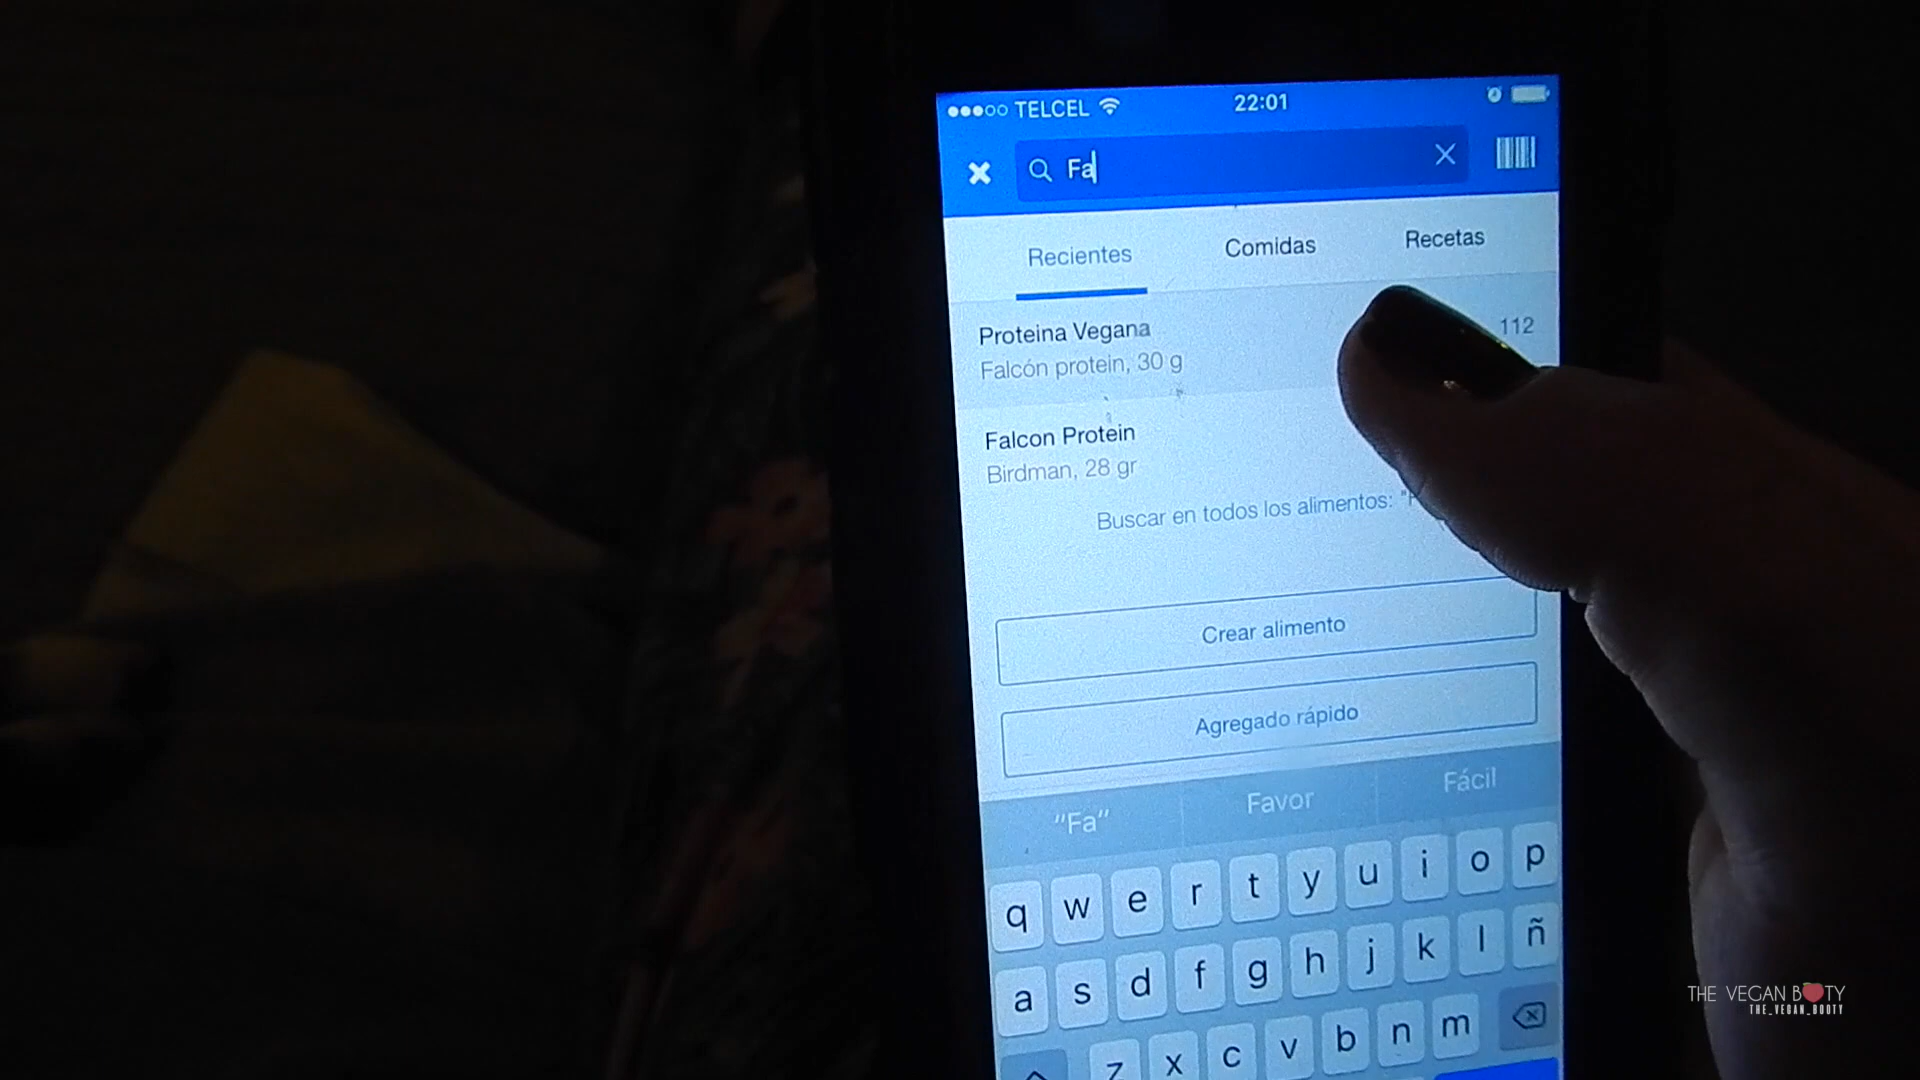 TELCEL 22:01
Fa
Recientes Comidas Recetas
Proteina Vegana 112
Falcón protein, 30 g
Falcon Protein
Birdman, 28 gr
Buscar en todos los alimentos: "
Crear alimento
Agregado rápido
"Fa" Favor Fácil
q w e r t y u i o p
a s d f g h j k l ñ
z x c v b n m
THE VEGAN BOOTY
THE_VEGAN_BOOTY